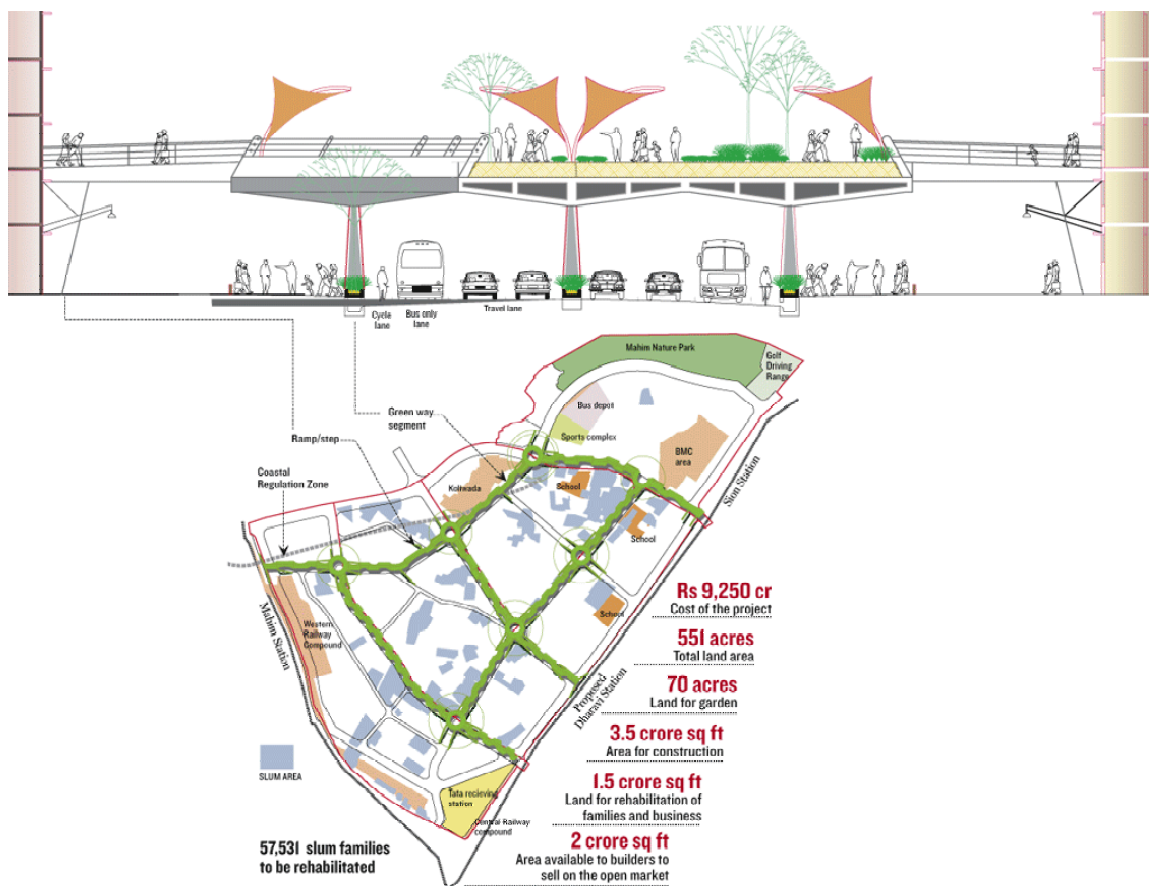 Cycle
lane
Bus only
lane
Travel lane
Mahim Nature Park
Golf
Driving
Range
Bus depot
Sports complex
BMC
area
Green way
segment
Ramp/step
Coastal
Regulation Zone
Koliwada
School
School
School
Sion Station
Mahim Station
Western
Railway
Compound
Proposed
Dharavi Station
SLUM AREA
Tata recieving
station
Central Railway
compound
57,531 slum families
to be rehabilitated
Rs 9,250 cr
Cost of the project
551 acres
Total land area
70 acres
Land for garden
3.5 crore sq ft
Area for construction
1.5 crore sq ft
Land for rehabilitation of
families and business
2 crore sq ft
Area available to builders to
sell on the open market